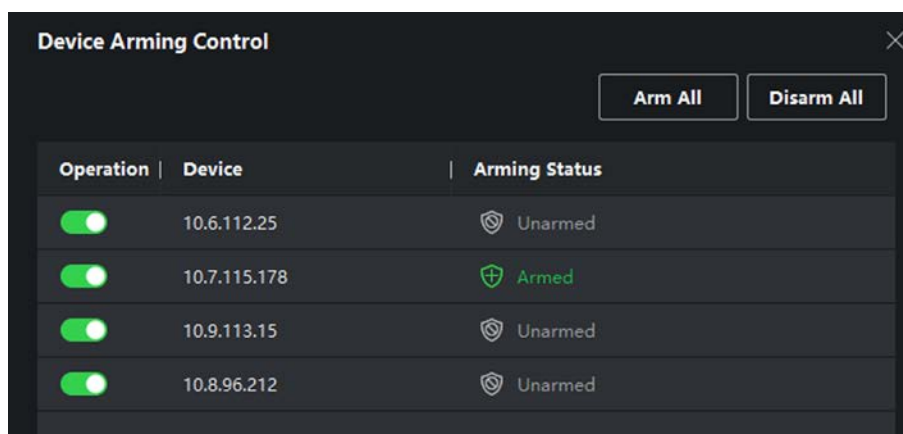 Device Arming Control
Arm All Disarm All
Operation Device Arming Status
10.6.112.25 Unarmed
10.7.115.178 Armed
10.9.113.15 Unarmed
10.8.96.212 Unarmed